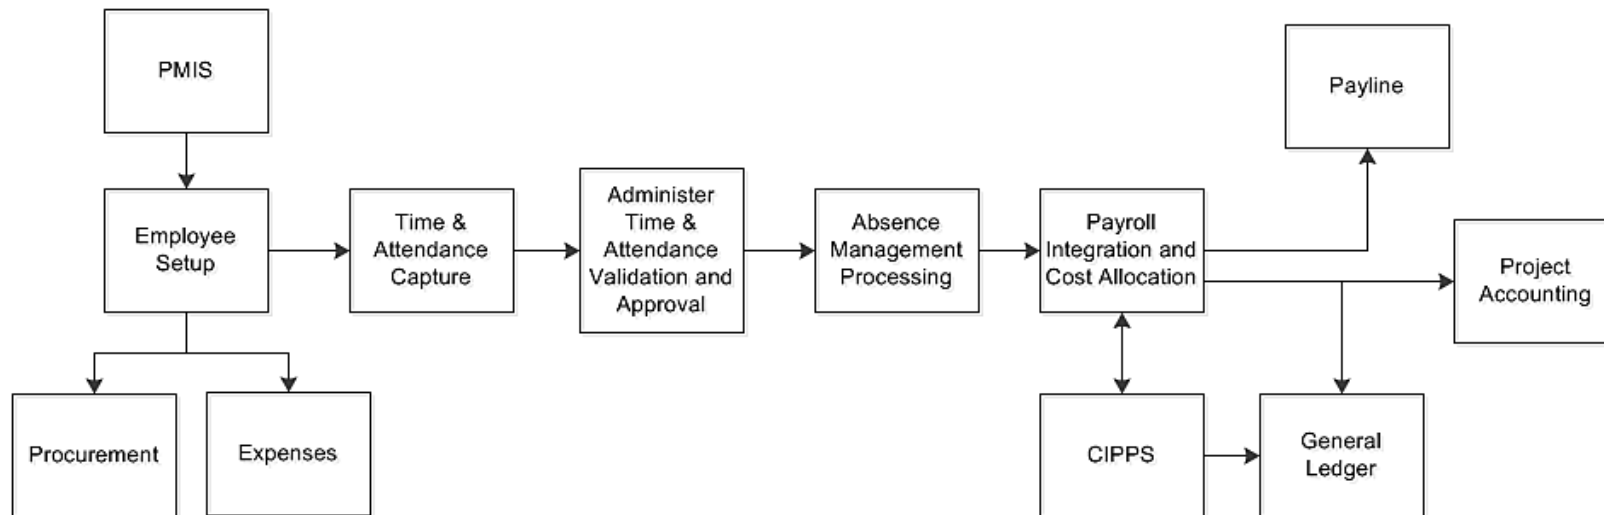 PMIS
Payline
Employee
Setup
Time &
Attendance
Capture
Administer
Time &
Attendance
Validation and
Approval
Absence
Management
Processing
Payroll
Integration and
Cost Allocation
Project
Accounting
Procurement
Expenses
CIPPS
General
Ledger